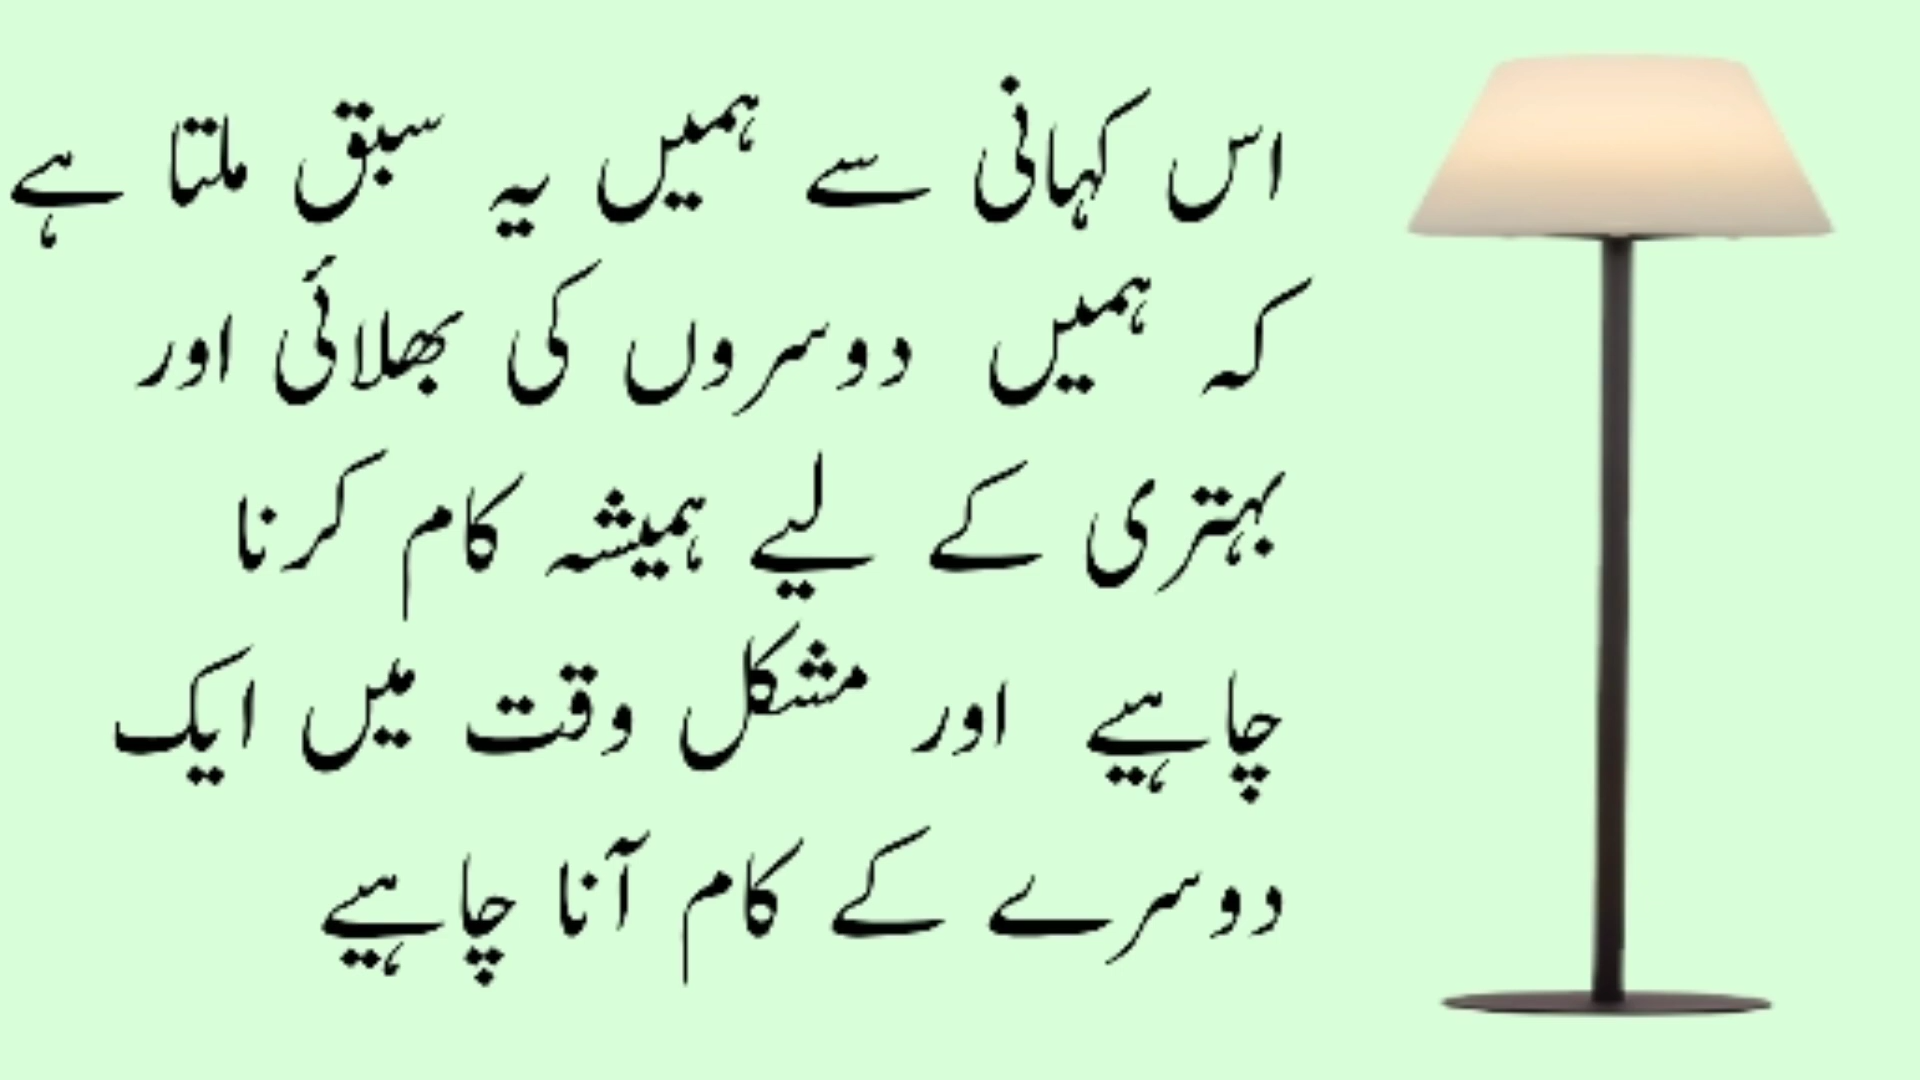 اس کہانی سے ہمیں یہ سبق ملتا ہے
کہ ہمیں دوسروں کی بھلائی اور
بہتری کے لیے ہمیشہ کام کرنا
چاہیے اور مشکل وقت میں ایک
دوسرے کے کام آنا چاہیے